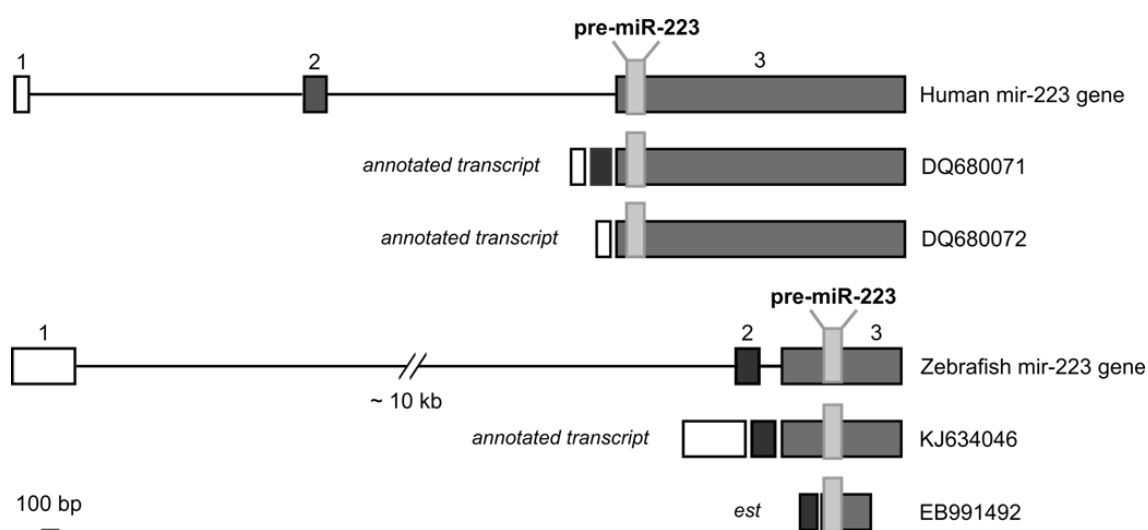 pre-miR-223
1 2 3
Human mir-223 gene
annotated transcript DQ680071
annotated transcript DQ680072
pre-miR-223
1 2 3
Zebrafish mir-223 gene
~ 10 kb
annotated transcript KJ634046
100 bp
est EB991492